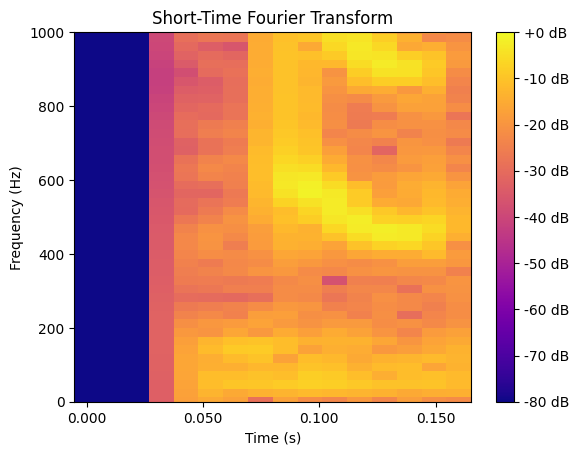 Short-Time Fourier Transform
1000
800
600
400
200
0
Frequency (Hz)
0.000
0.050
0.100
0.150
Time (s)
+0 dB
-10 dB
-20 dB
-30 dB
-40 dB
-50 dB
-60 dB
-70 dB
-80 dB